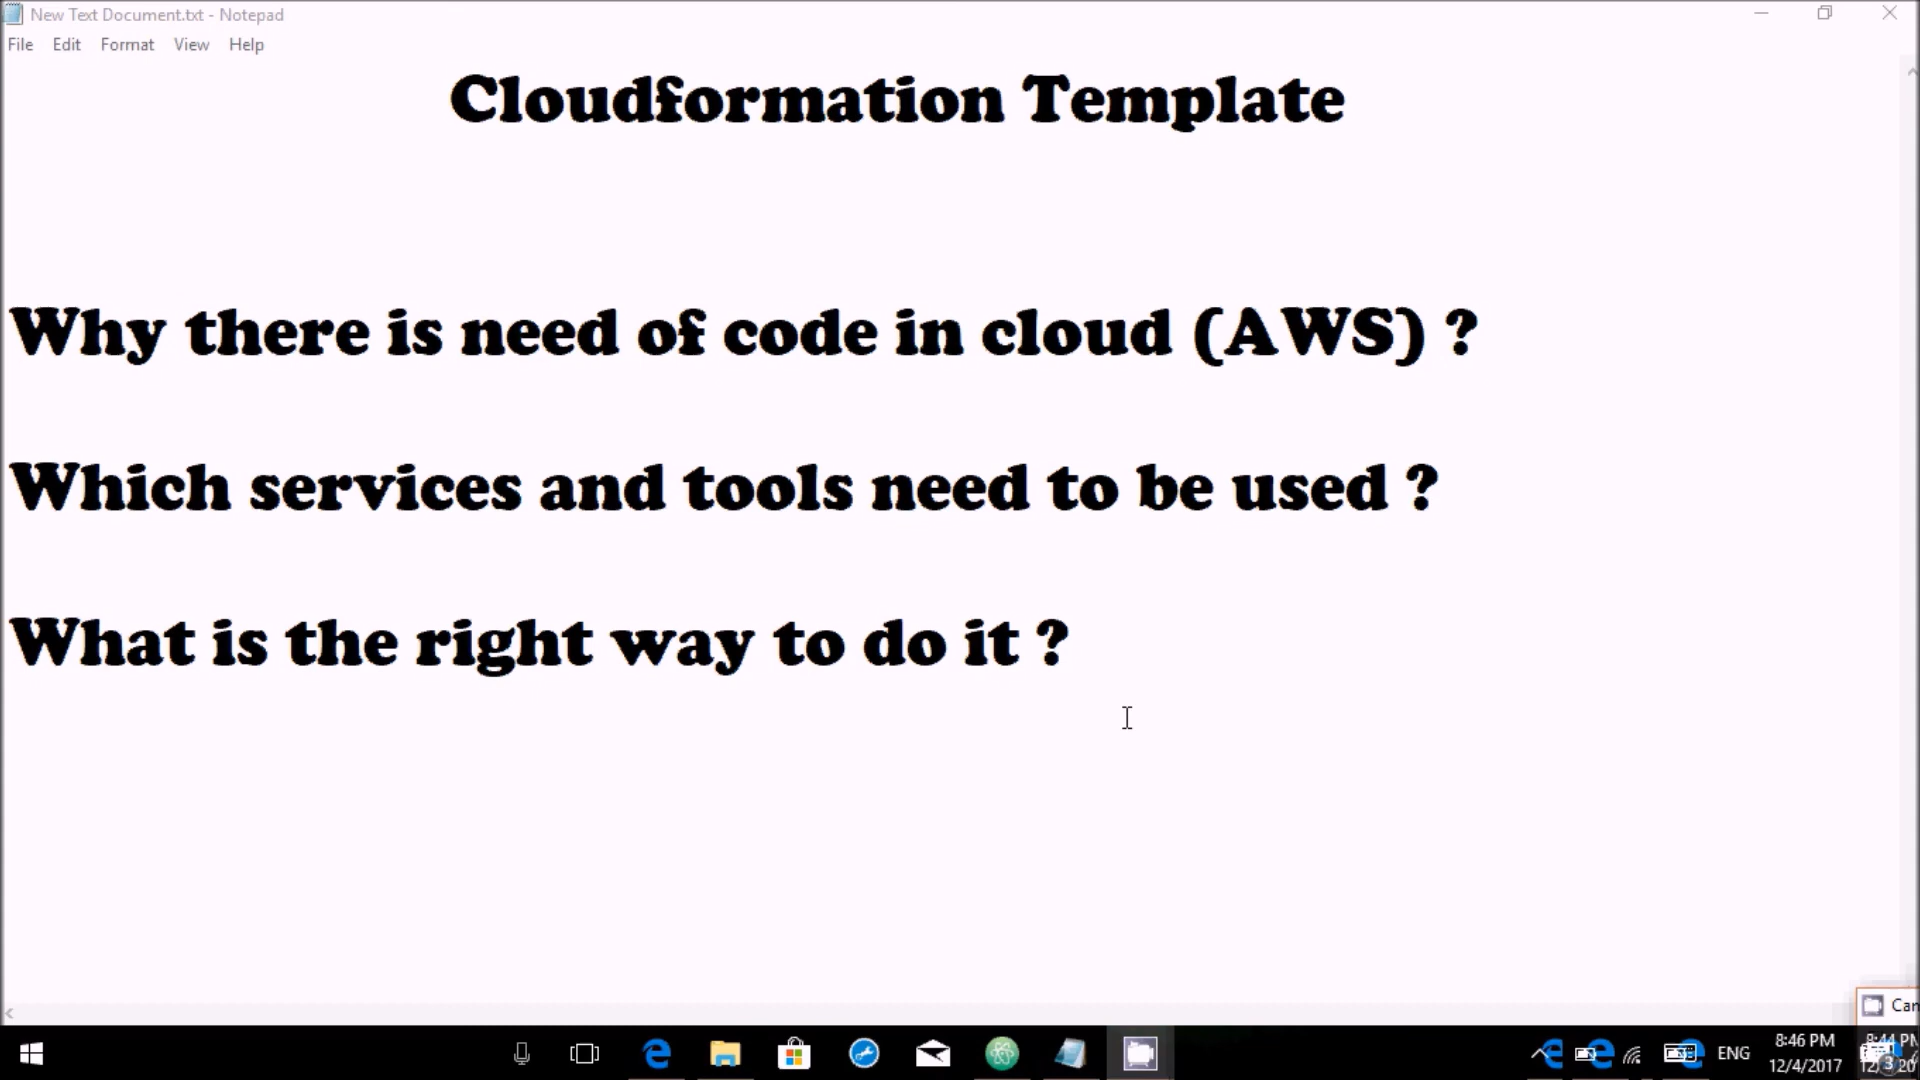 New Text Document.txt - Notepad
File Edit Format View Help
Cloudformation Template
Why there is need of code in cloud (AWS) ?
Which services and tools need to be used ?
What is the right way to do it ?
ENG
8:46 PM
12/4/2017
3